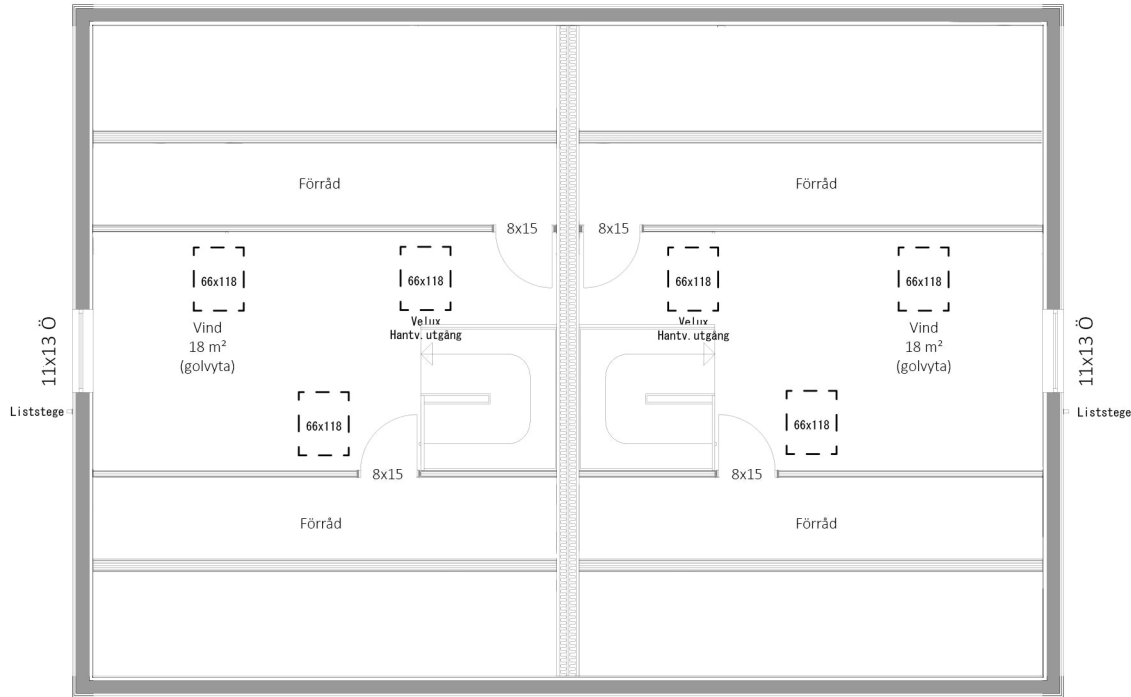 Förråd
Förråd
8x15
8x15
66x118
66x118
66x118
66x118
Velux
Hantv. utgång
Velux
Hantv. utgång
Vind
18 m²
(golvyta)
Vind
18 m²
(golvyta)
11x13 Ö
11x13 Ö
Liststege
Liststege
66x118
66x118
8x15
8x15
Förråd
Förråd